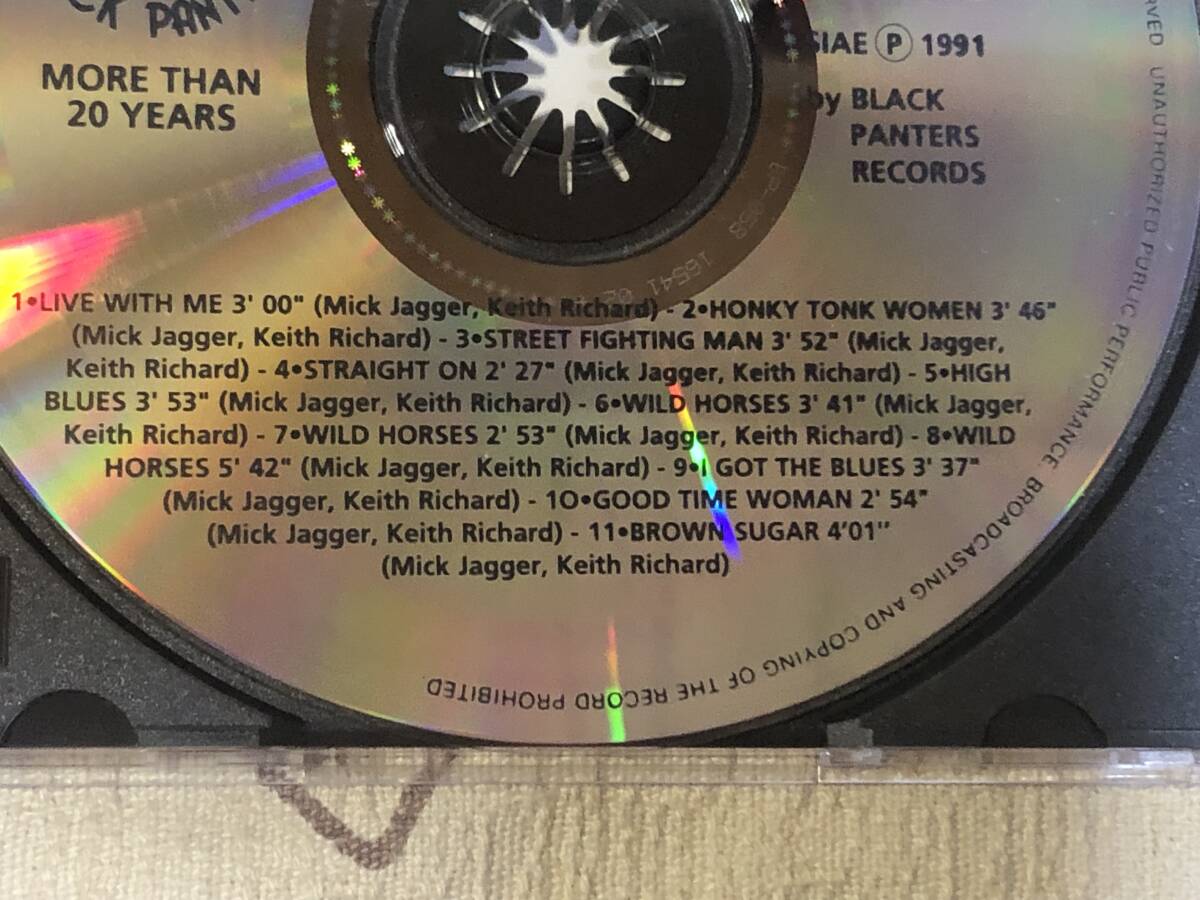 MORE THAN
20 YEARS
SIAE Ⓟ 1991
by BLACK
PANTERS
RECORDS
1•LIVE WITH ME 3' 00" (Mick Jagger, Keith Richard) - 2•HONKY TONK WOMEN 3' 46"
(Mick Jagger, Keith Richard) - 3•STREET FIGHTING MAN 3' 52" (Mick Jagger,
Keith Richard) - 4•STRAIGHT ON 2' 27" (Mick Jagger, Keith Richard) - 5•HIGH
BLUES 3' 53" (Mick Jagger, Keith Richard) - 6•WILD HORSES 3' 41" (Mick Jagger,
Keith Richard) - 7•WILD HORSES 2' 53" (Mick Jagger, Keith Richard) - 8•WILD
HORSES 5' 42" (Mick Jagger, Keith Richard) - 9•I GOT THE BLUES 3' 37"
(Mick Jagger, Keith Richard) - 10•GOOD TIME WOMAN 2' 54"
(Mick Jagger, Keith Richard) - 11•BROWN SUGAR 4'01''
(Mick Jagger, Keith Richard)
UNAUTHORIZED PUBLIC PERFORMANCE. BROADCASTING AND COPYING OF THE RECORD PROHIBITED.
16541